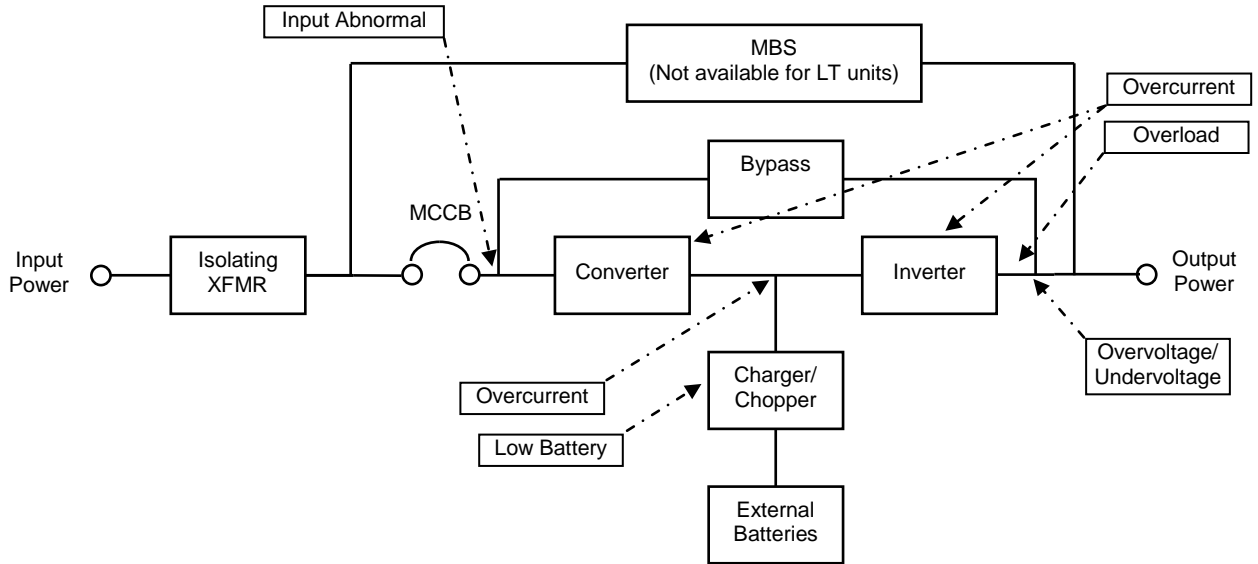 Input Abnormal
MBS
(Not available for LT units)
Overcurrent
Overload
Bypass
MCCB
Input
Power
Isolating
XFMR
Converter
Inverter
Output
Power
Overvoltage/
Undervoltage
Charger/
Chopper
Overcurrent
Low Battery
External
Batteries